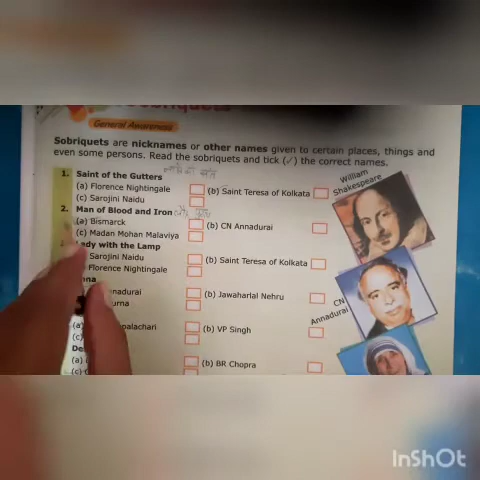 Sobriquets
General Awareness
Sobriquets are nicknames or other names given to certain places, things and
even some persons. Read the sobriquets and tick (✓) the correct names.
1. Saint of the Gutters
(a) Florence Nightingale (b) Saint Teresa of Kolkata
(c) Sarojini Naidu
2. Man of Blood and Iron
(a) Bismarck (b) CN Annadurai
(c) Madan Mohan Malaviya
Lady with the Lamp
Sarojini Naidu (b) Saint Teresa of Kolkata
Florence Nightingale
(b) Jawaharlal Nehru
(a) (b) VP Singh
(c)
(a) (b) BR Chopra
(c)
William
Shakespeare
CN
Annadurai
InShOt